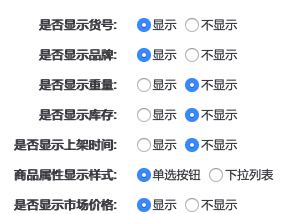 是否显示货号: 显示 不显示
是否显示品牌: 显示 不显示
是否显示重量: 显示 不显示
是否显示库存: 显示 不显示
是否显示上架时间: 显示 不显示
商品属性显示样式: 单选按钮 下拉列表
是否显示市场价格: 显示 不显示